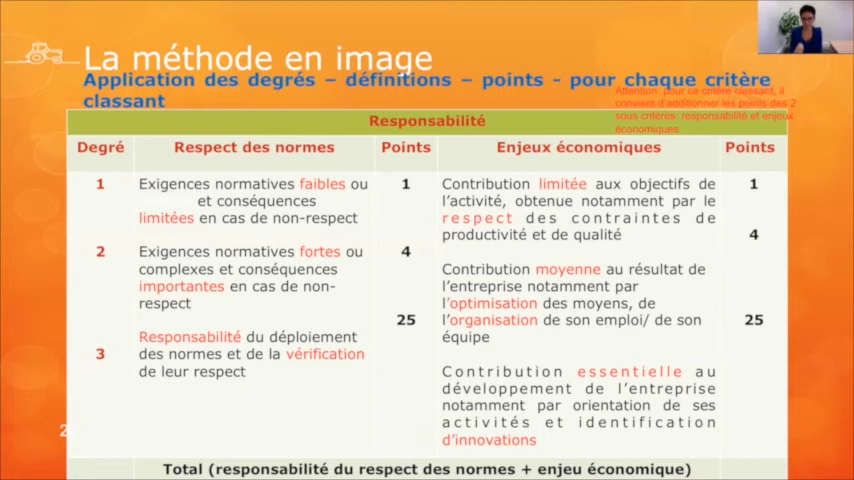 La méthode en image
Application des degrés – définitions – points - pour chaque critère
classant
Attention: pour ce critère classant, il
convient d'additionner les points des 2
sous critères: responsabilité et enjeux
économiques
Responsabilité
Degré Respect des normes Points Enjeux économiques Points
1 Exigences normatives faibles ou
et conséquences
limitées en cas de non-respect
1
Contribution limitée aux objectifs de
l'activité, obtenue notamment par le
respect des contraintes de
productivité et de qualité
1
2 Exigences normatives fortes ou
complexes et conséquences
importantes en cas de non-
respect
4
Contribution moyenne au résultat de
l'entreprise notamment par
l'optimisation des moyens, de
l'organisation de son emploi/ de son
équipe
4
3 Responsabilité du déploiement
des normes et de la vérification
de leur respect
25
Contribution essentielle au
développement de l'entreprise
notamment par orientation de ses
activités et identification
d'innovations
25
2
Total (responsabilité du respect des normes + enjeu économique)